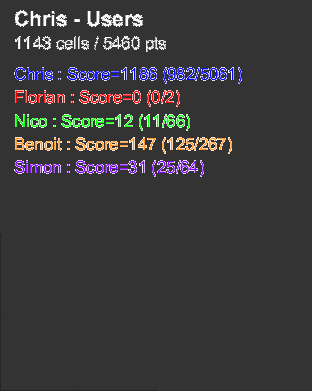 Chris - Users
1143 cells / 5460 pts
Chris : Score=1186 (982/5061)
Florian : Score=0 (0/2)
Nico : Score=12 (11/66)
Benoit : Score=147 (125/267)
Simon : Score=31 (25/64)